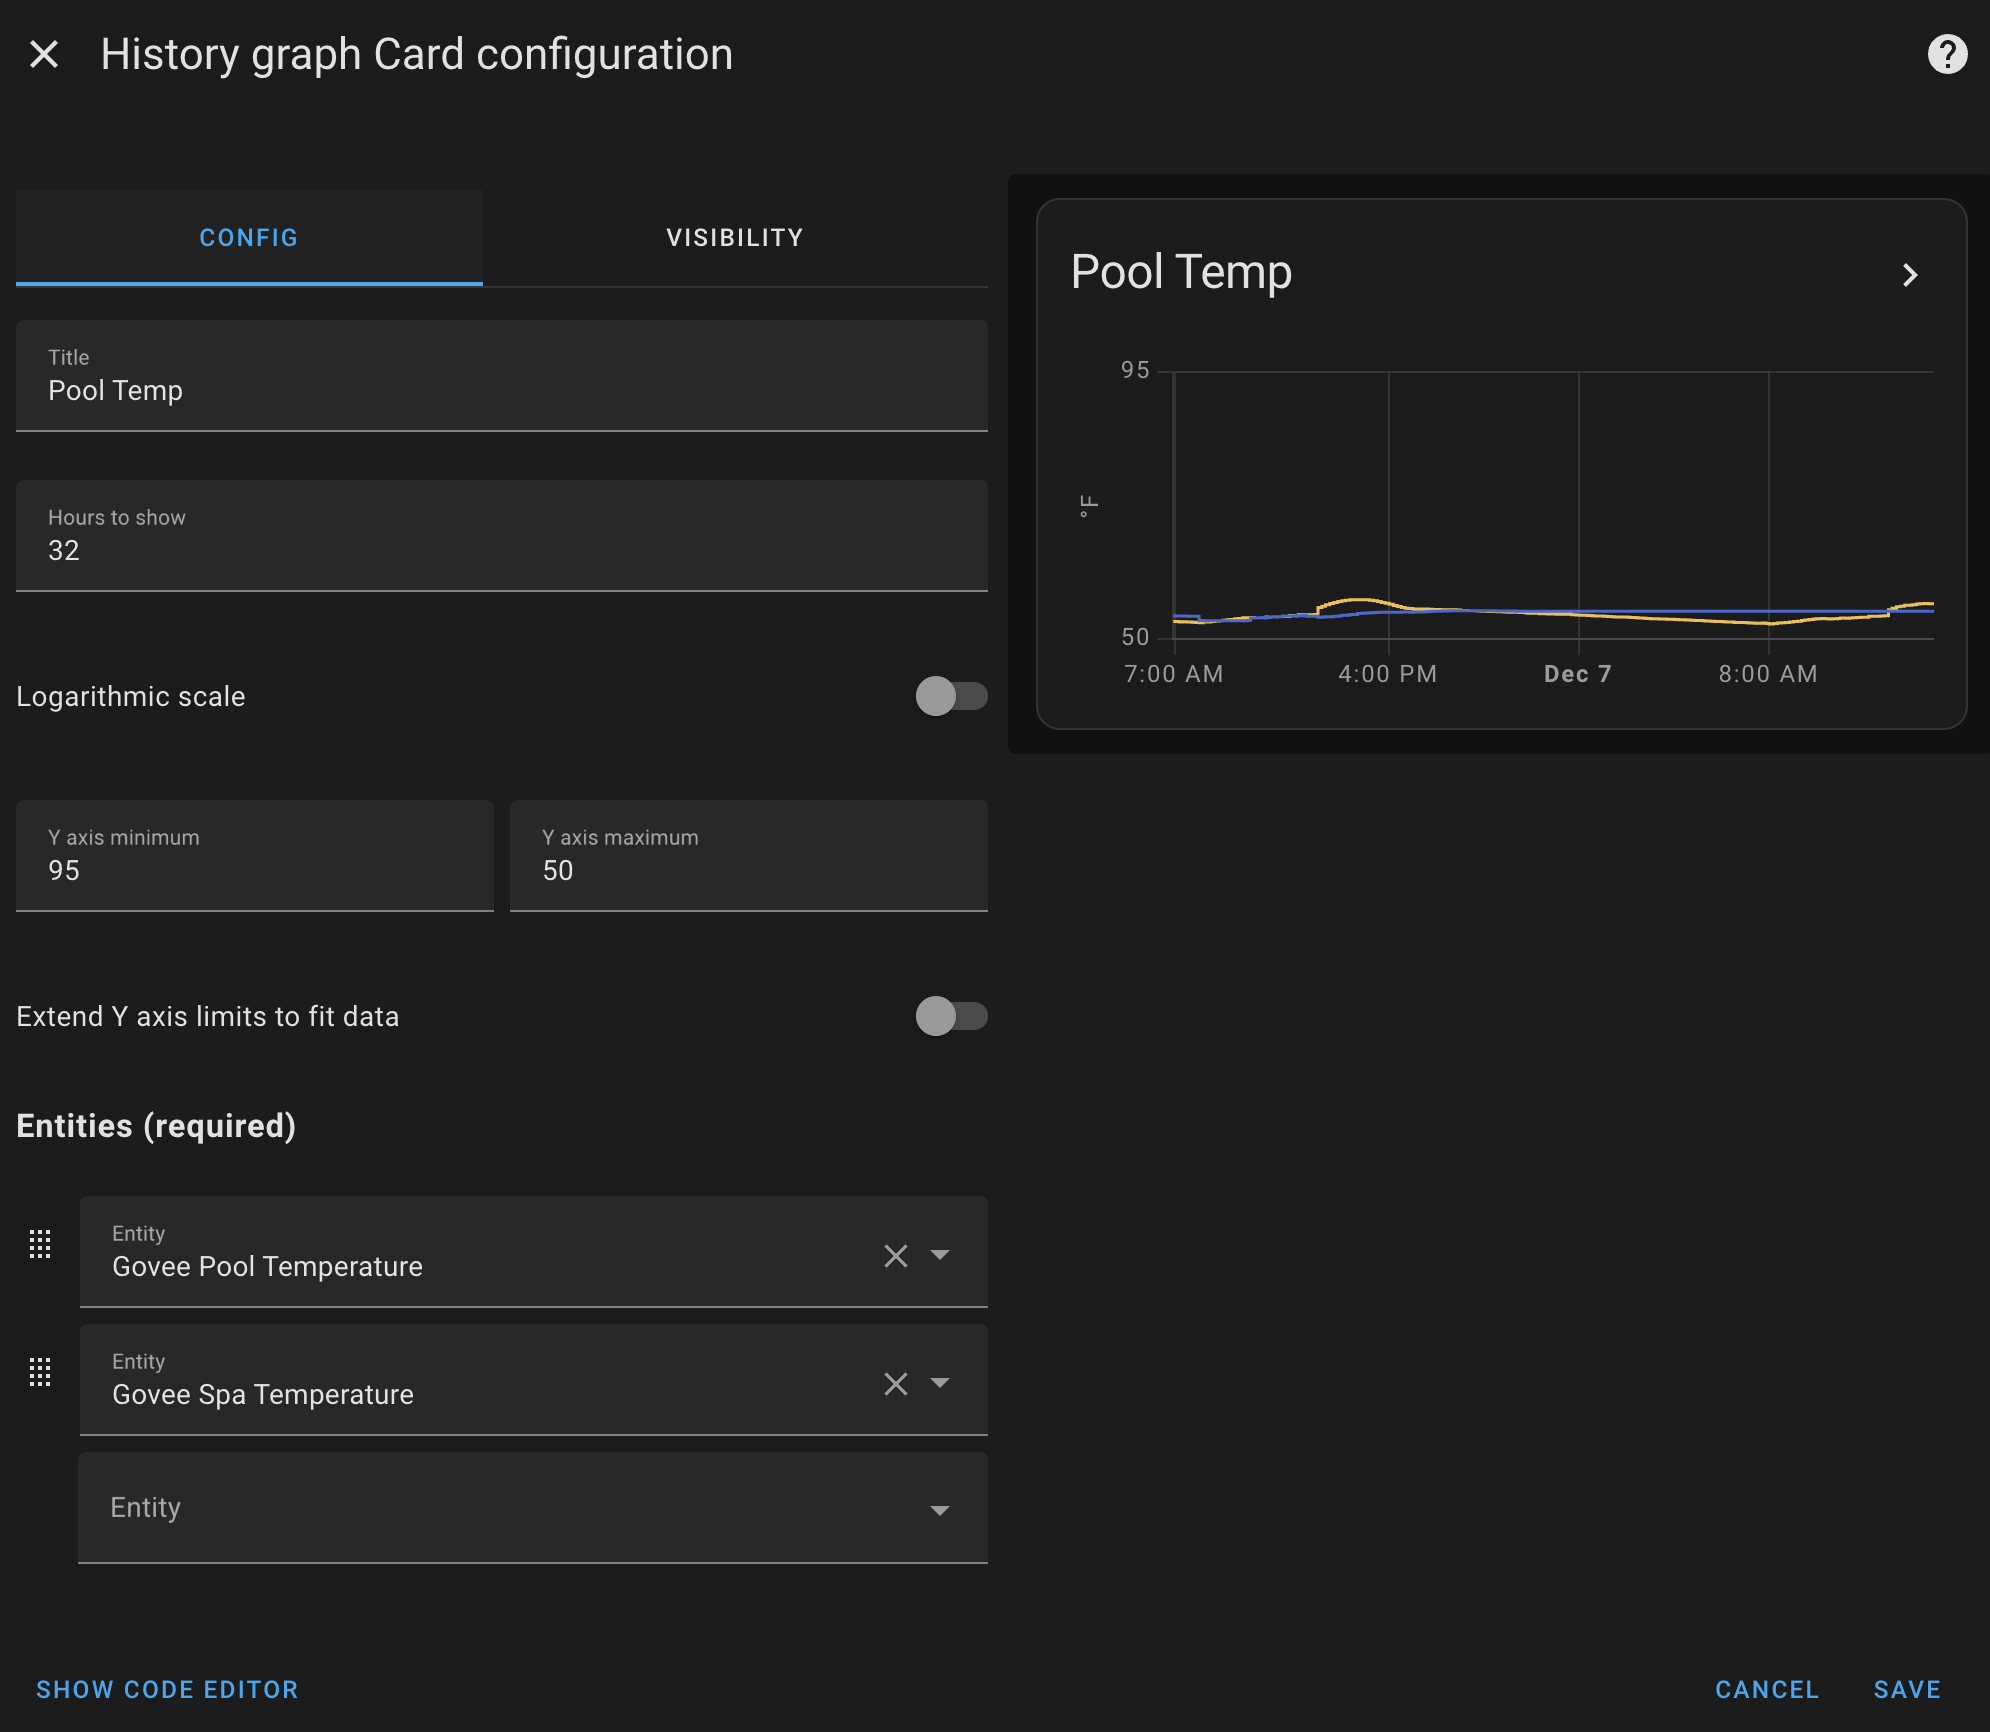 History graph Card configuration
CONFIG
VISIBILITY
Title
Pool Temp
Hours to show
32
Logarithmic scale
Y axis minimum
95
Y axis maximum
50
Extend Y axis limits to fit data
Entities (required)
Entity
Govee Pool Temperature
Entity
Govee Spa Temperature
Entity
Pool Temp
95
°F
50
7:00 AM
4:00 PM
Dec 7
8:00 AM
SHOW CODE EDITOR
CANCEL
SAVE